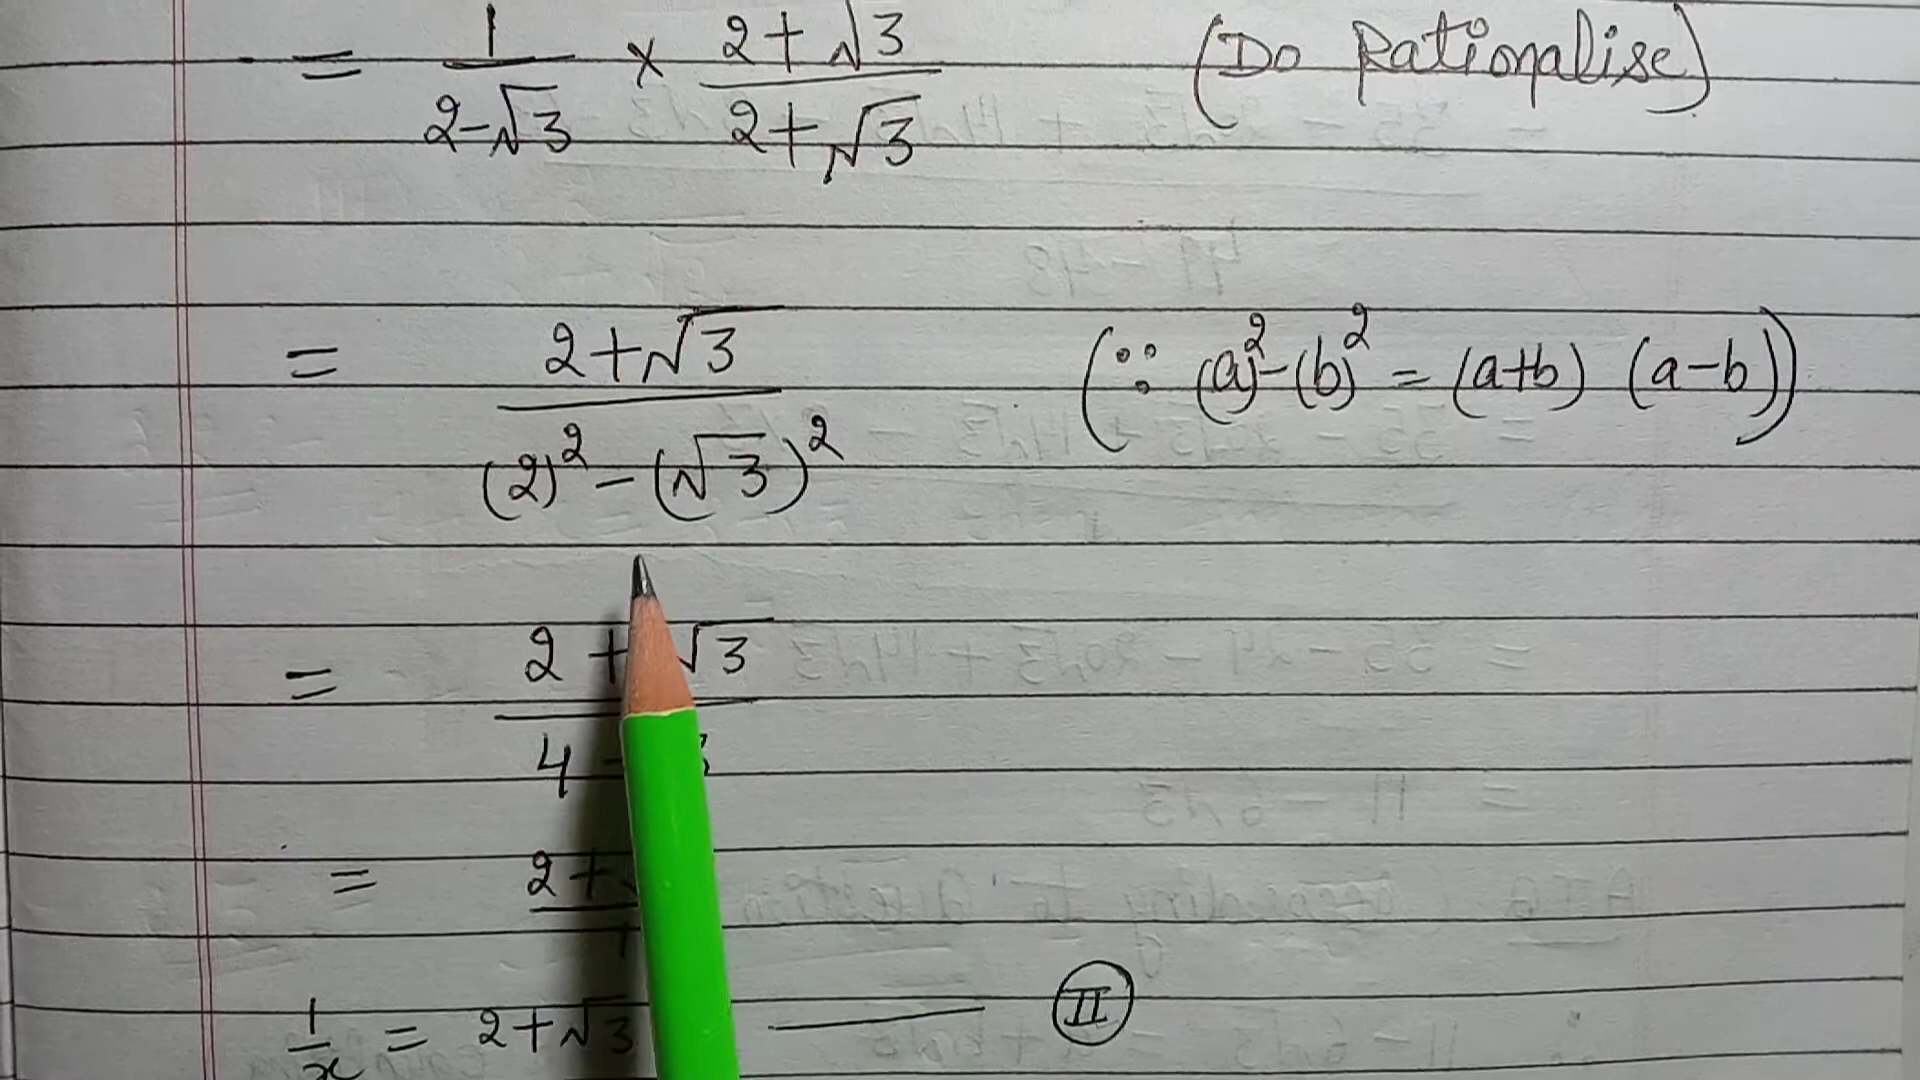 = 1/(2-√3) × (2+√3)/(2+√3) (Do Rationalise)
= (2+√3)/((2)² - (√3)²) (∵ (a)²-(b)² = (a+b) (a-b))
= 2 + √3 / 4 -
= 2 + / 1
1/x = 2+√3 —— II